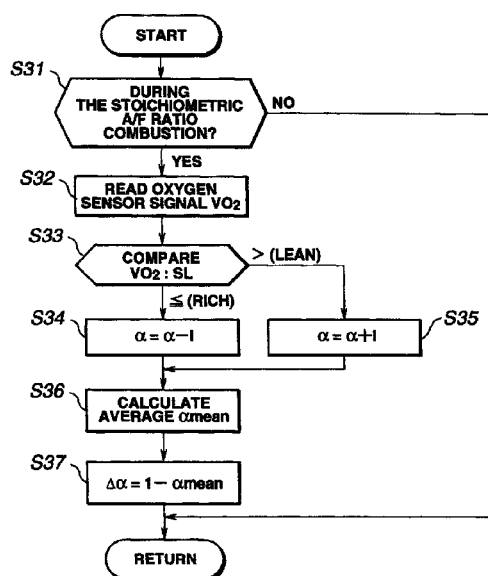 START
S31
DURING
THE STOICHIOMETRIC
A/F RATIO
COMBUSTION?
NO
YES
S32
READ OXYGEN
SENSOR SIGNAL VO2
S33
COMPARE
VO2 : SL
> (LEAN)
≦ (RICH)
S34
α = α−I
S35
α = α+I
S36
CALCULATE
AVERAGE αmean
S37
Δα = 1 − αmean
RETURN